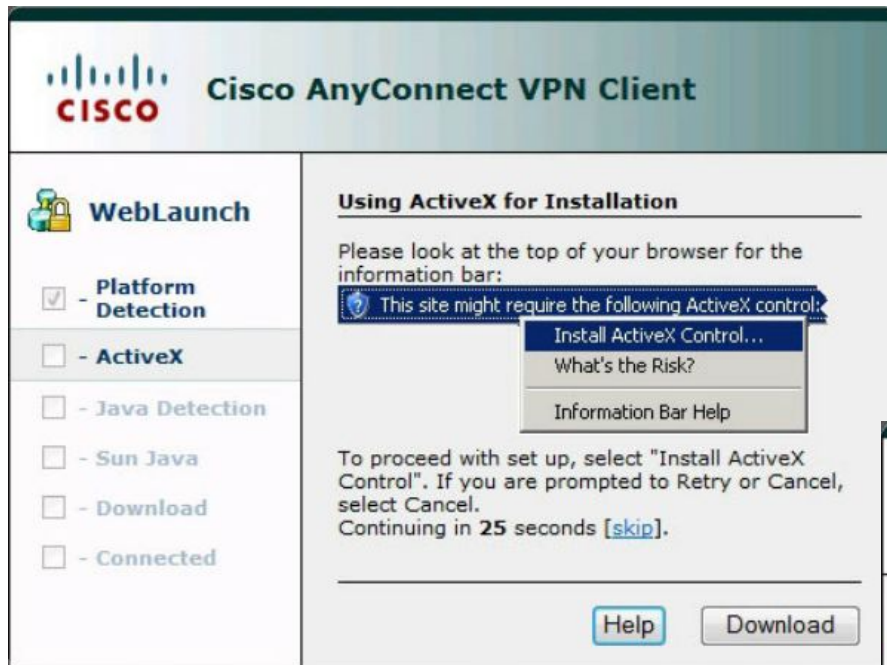 CISCO
Cisco AnyConnect VPN Client
WebLaunch
- Platform
Detection
- ActiveX
- Java Detection
- Sun Java
- Download
- Connected
Using ActiveX for Installation
Please look at the top of your browser for the
information bar:
This site might require the following ActiveX control:
Install ActiveX Control...
What's the Risk?
Information Bar Help
To proceed with set up, select "Install ActiveX
Control". If you are prompted to Retry or Cancel,
select Cancel.
Continuing in 25 seconds [skip].
Help
Download